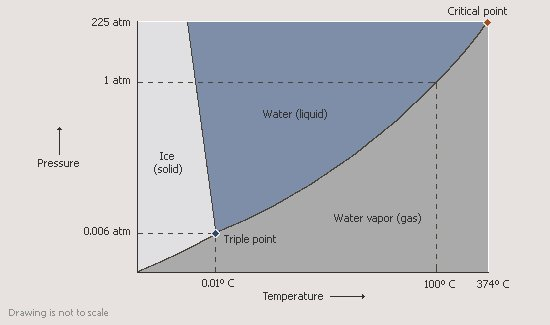 Critical point
225 atm
1 atm
Water (liquid)
Ice
(solid)
Pressure
Water vapor (gas)
0.006 atm
Triple point
0.01° C
100° C
374° C
Temperature
Drawing is not to scale